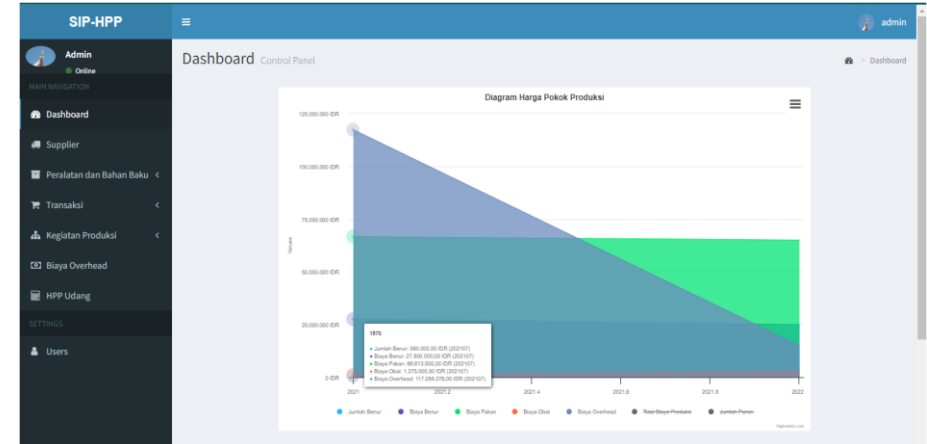 SIP-HPP
admin
Admin
Online
MAIN NAVIGATION
Dashboard
Supplier
Peralatan dan Bahan Baku
Transaksi
Kegiatan Produksi
Biaya Overhead
HPP Udang
SETTINGS
Users
Dashboard Control Panel
Dashboard
Diagram Harga Pokok Produksi
125.000.000 IDR
100.000.000 IDR
75.000.000 IDR
50.000.000 IDR
25.000.000 IDR
0 IDR
1970
Jumlah Benur: 680.000,00 IDR (202107)
Biaya Benur: 27.600.000,00 IDR (202107)
Biaya Pakan: 66.613.500,00 IDR (202107)
Biaya Obat: 1.275.000,00 IDR (202107)
Biaya Overhead: 117.268.278,00 IDR (202107)
2021 2021.2 2021.4 2021.6 2021.8 2022
Jumlah Benur Biaya Benur Biaya Pakan Biaya Obat Biaya Overhead Total Biaya Produksi Jumlah Panen
Highcharts.com